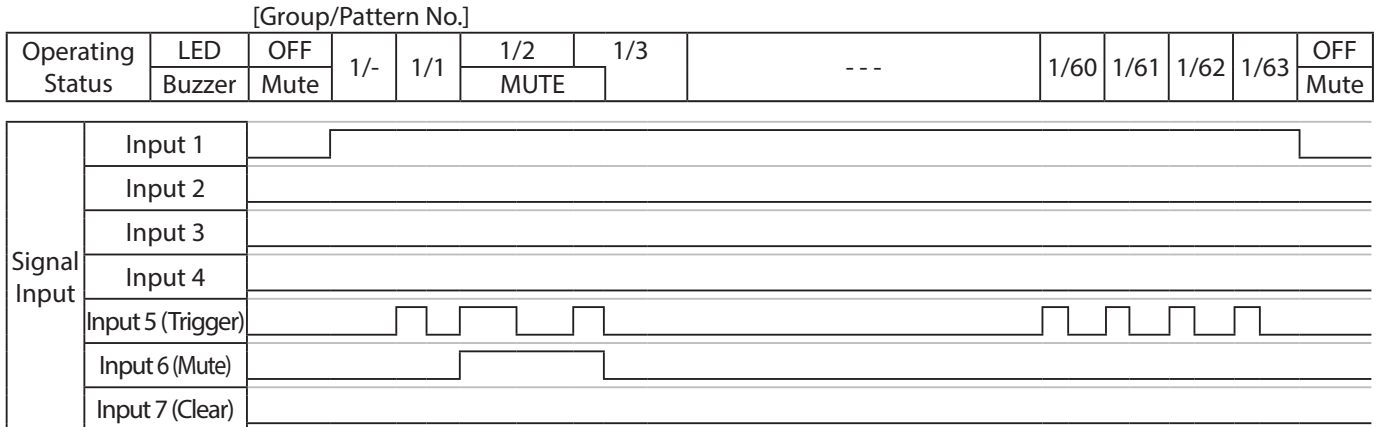 [Group/Pattern No.]
Operating Status LED OFF 1/- 1/1 1/2 1/3 - - - 1/60 1/61 1/62 1/63 OFF
Buzzer Mute MUTE Mute
Signal Input
Input 1
Input 2
Input 3
Input 4
Input 5 (Trigger)
Input 6 (Mute)
Input 7 (Clear)